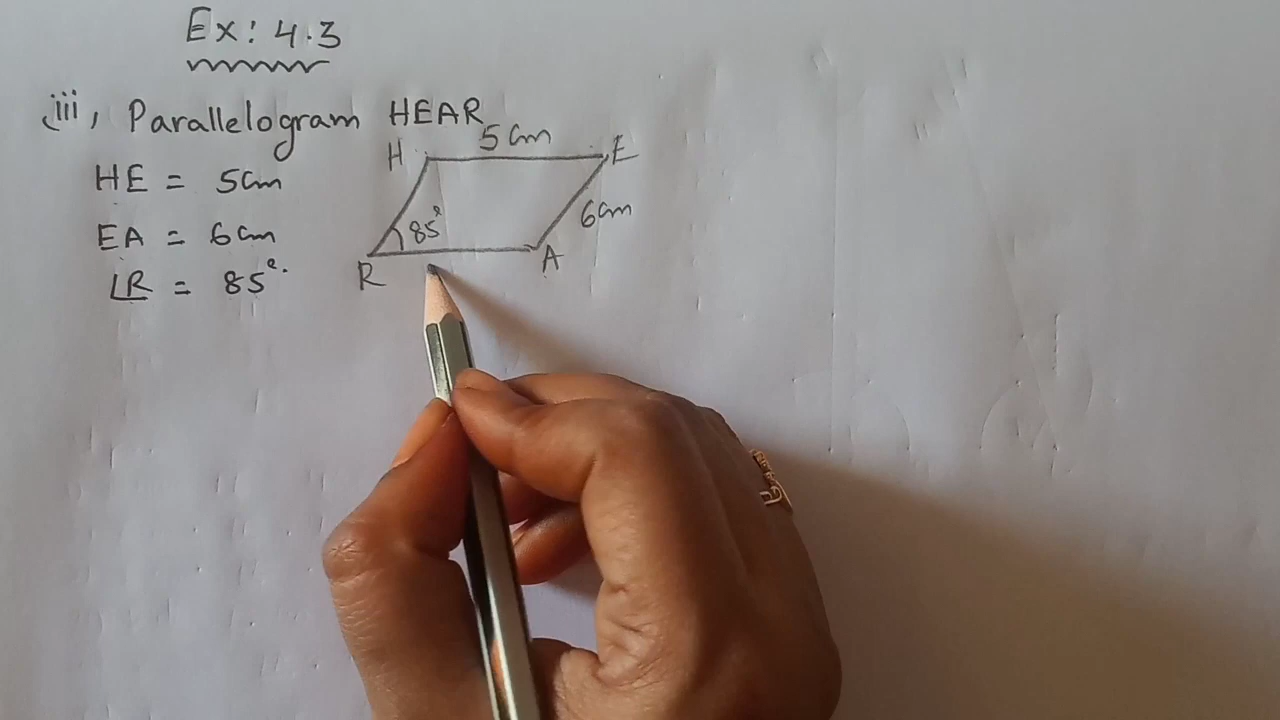 Ex: 4.3
iii, Parallelogram HEAR
HE = 5cm
EA = 6cm
∠R = 85°.
H 5cm E
85° 6cm
R A